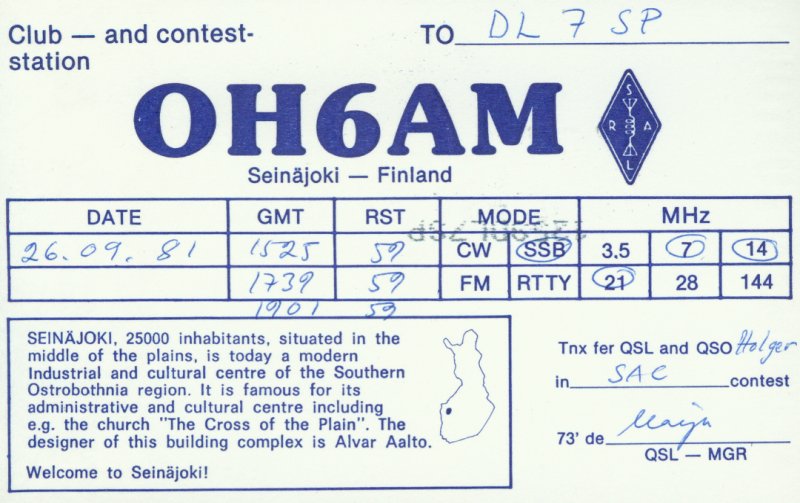 Club — and contest-
station
TO DL 7 SP
OH6AM
S
R A
L
Seinäjoki — Finland
DATE GMT RST MODE MHz
26.09.81 1525 59 CW SSB 3,5 7 14
1739 59 FM RTTY 21 28 144
1901 59
SEINÄJOKI, 25000 inhabitants, situated in the
middle of the plains, is today a modern
Industrial and cultural centre of the Southern
Ostrobothnia region. It is famous for its
administrative and cultural centre including
e.g. the church "The Cross of the Plain". The
designer of this building complex is Alvar Aalto.
Welcome to Seinäjoki!
Tnx fer QSL and QSO Holger
in SAC contest
73' de Maija
QSL — MGR